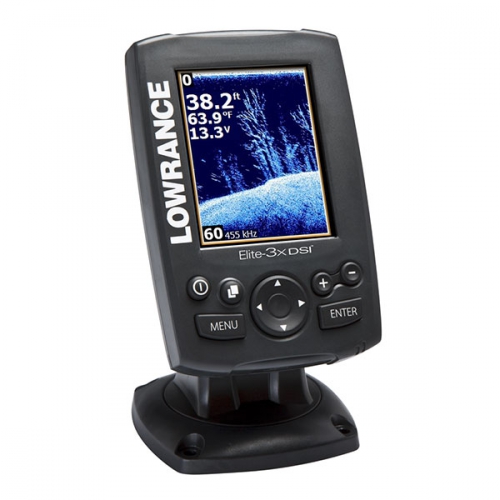 LOWRANCE
0
38.2ft
63.9°F
13.3v
60 455 kHz
Elite-3x DSI
+ -
MENU
ENTER